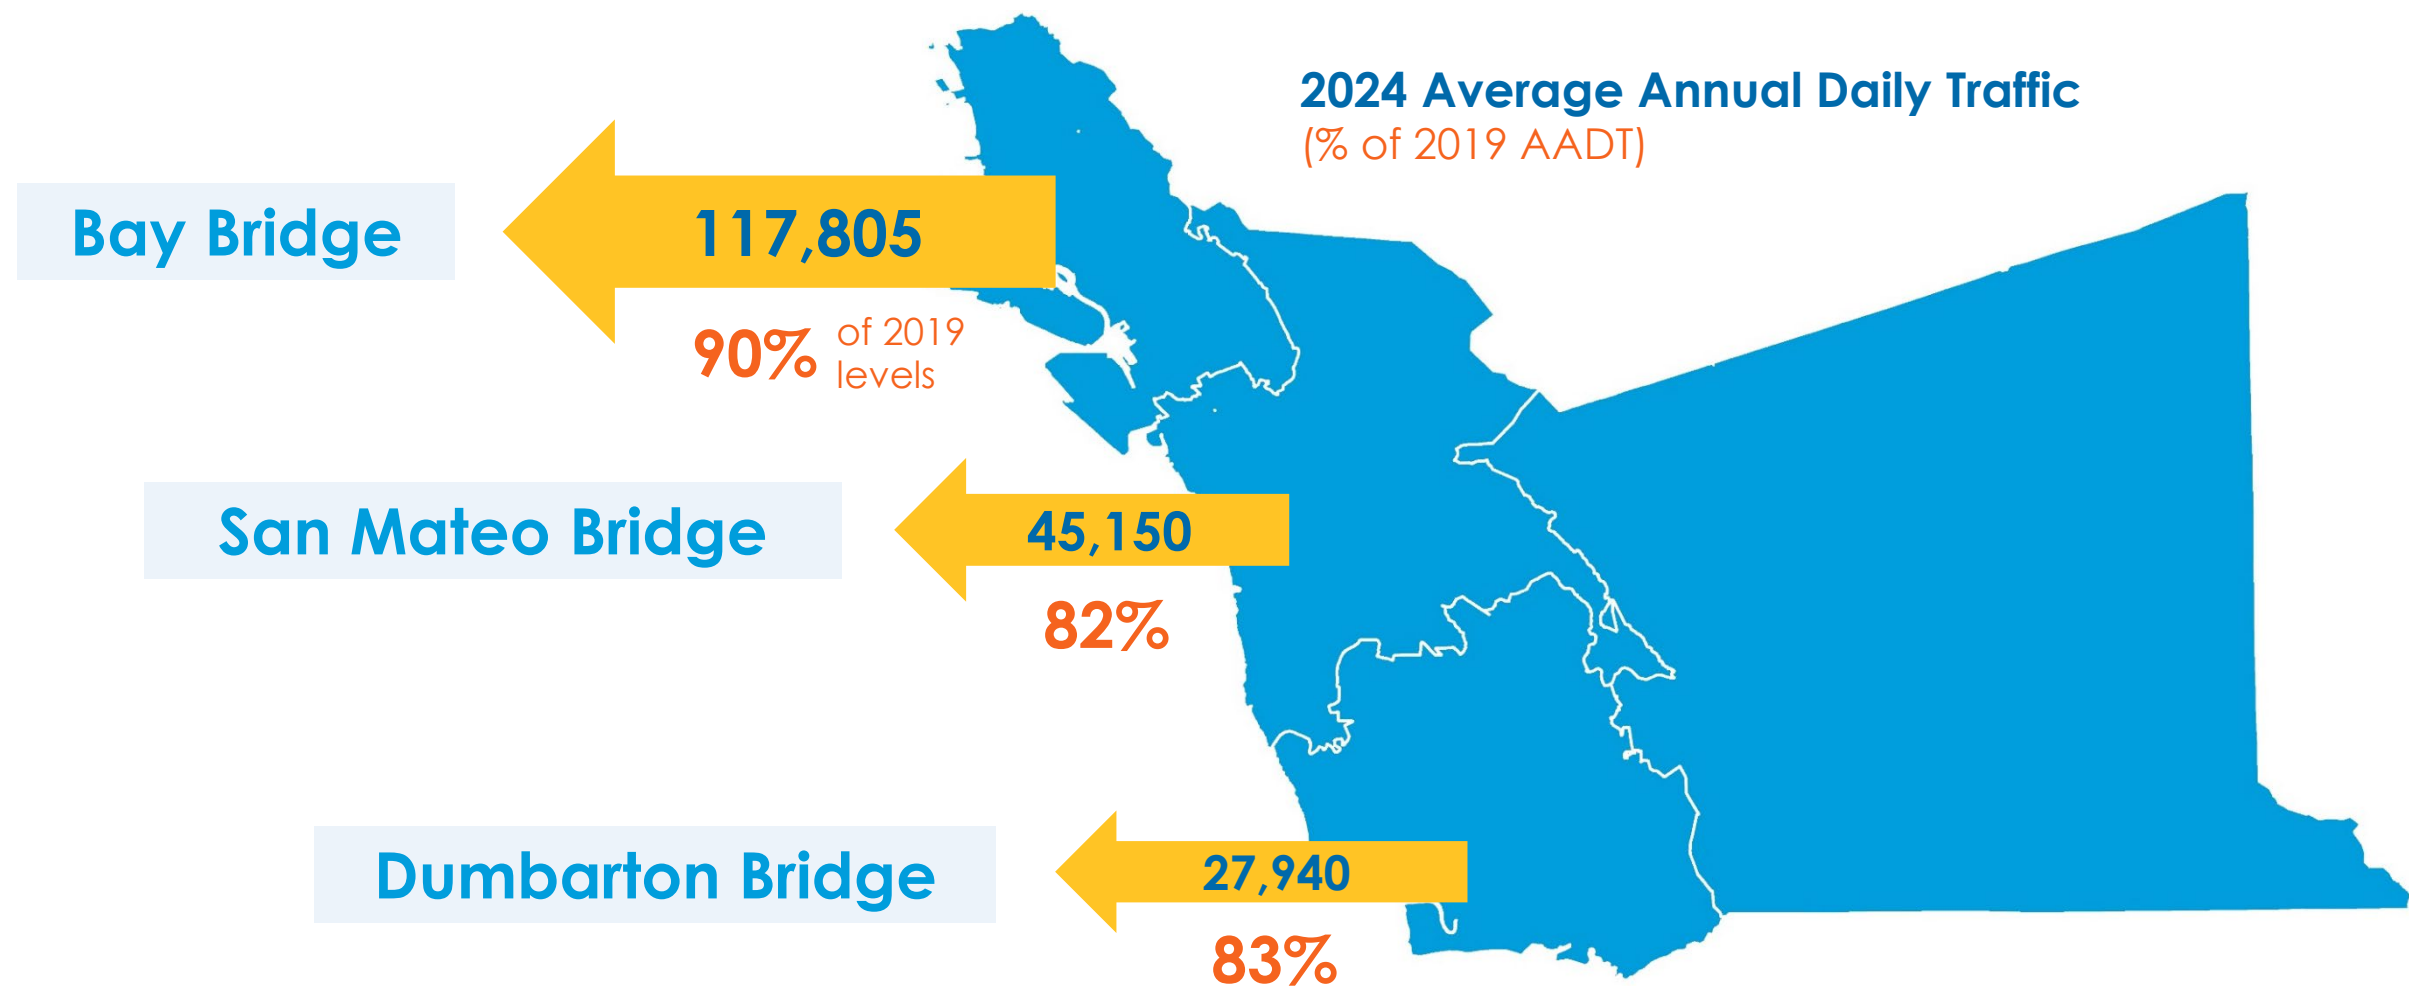 2024 Average Annual Daily Traffic
(% of 2019 AADT)
Bay Bridge
117,805
90% of 2019
levels
San Mateo Bridge
45,150
82%
Dumbarton Bridge
27,940
83%